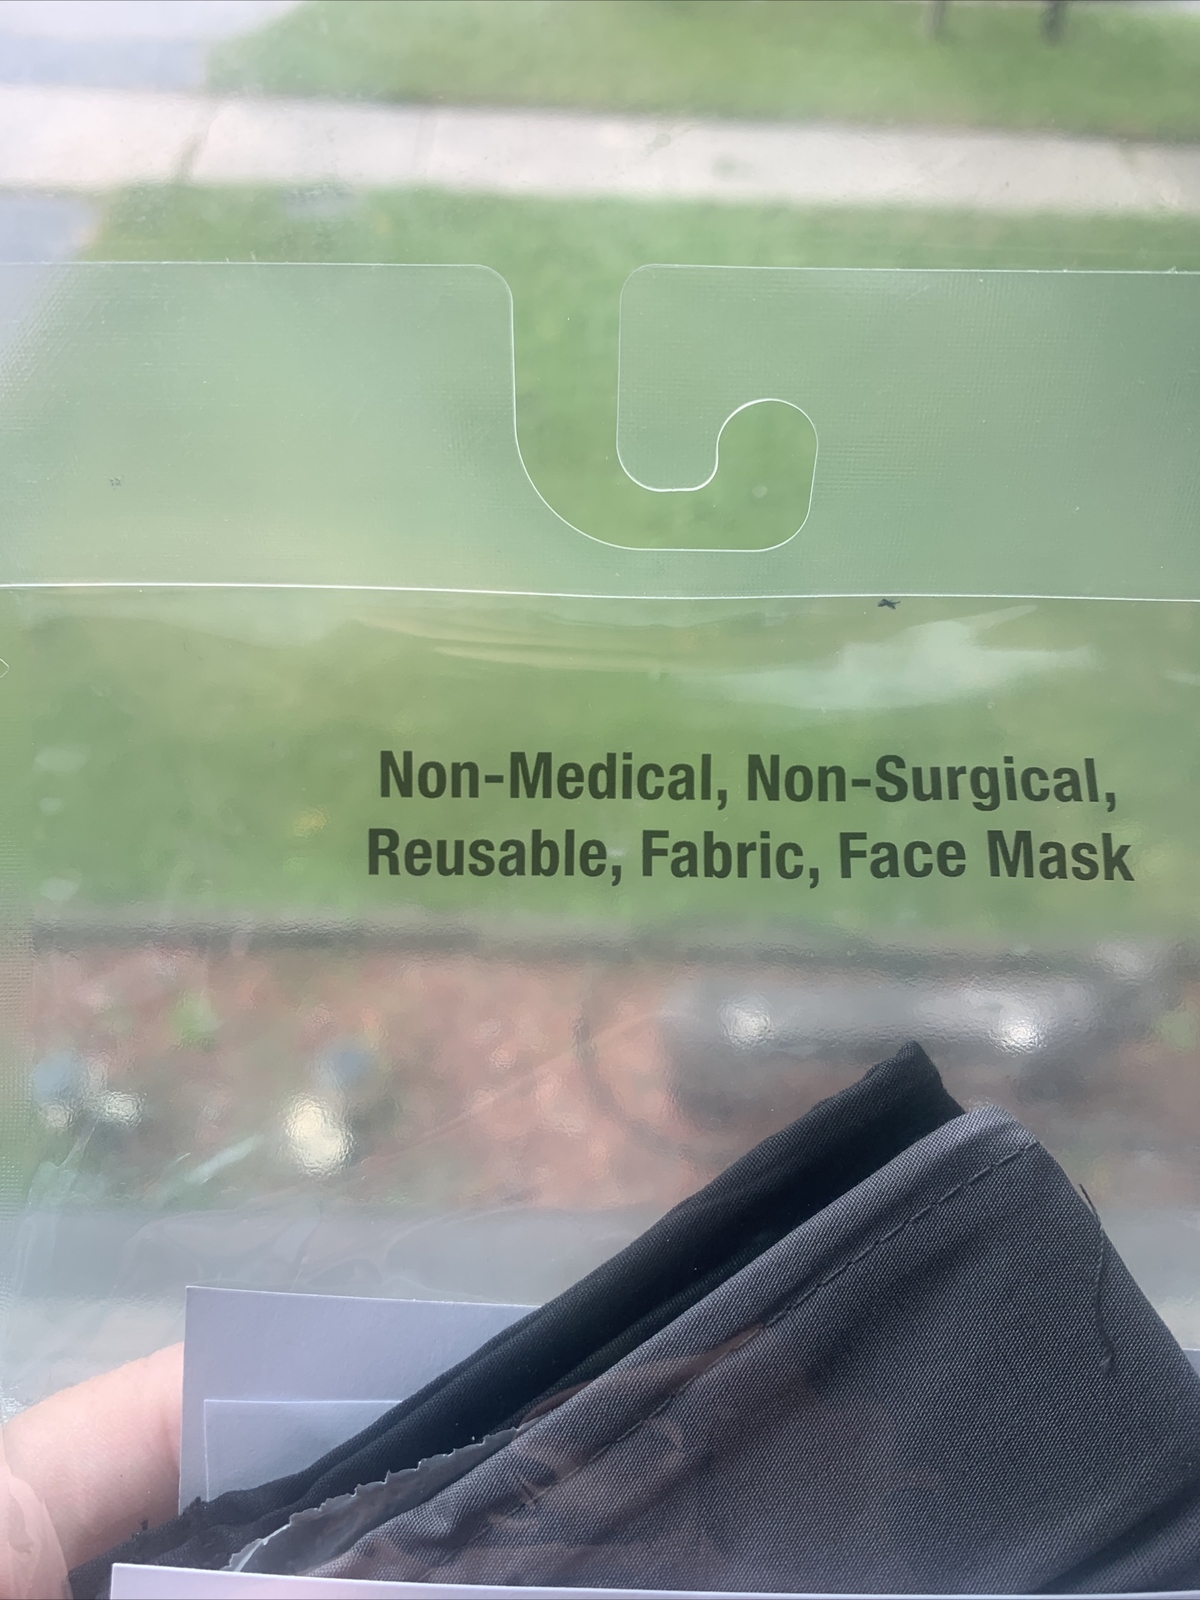 Non-Medical, Non-Surgical,
Reusable, Fabric, Face Mask